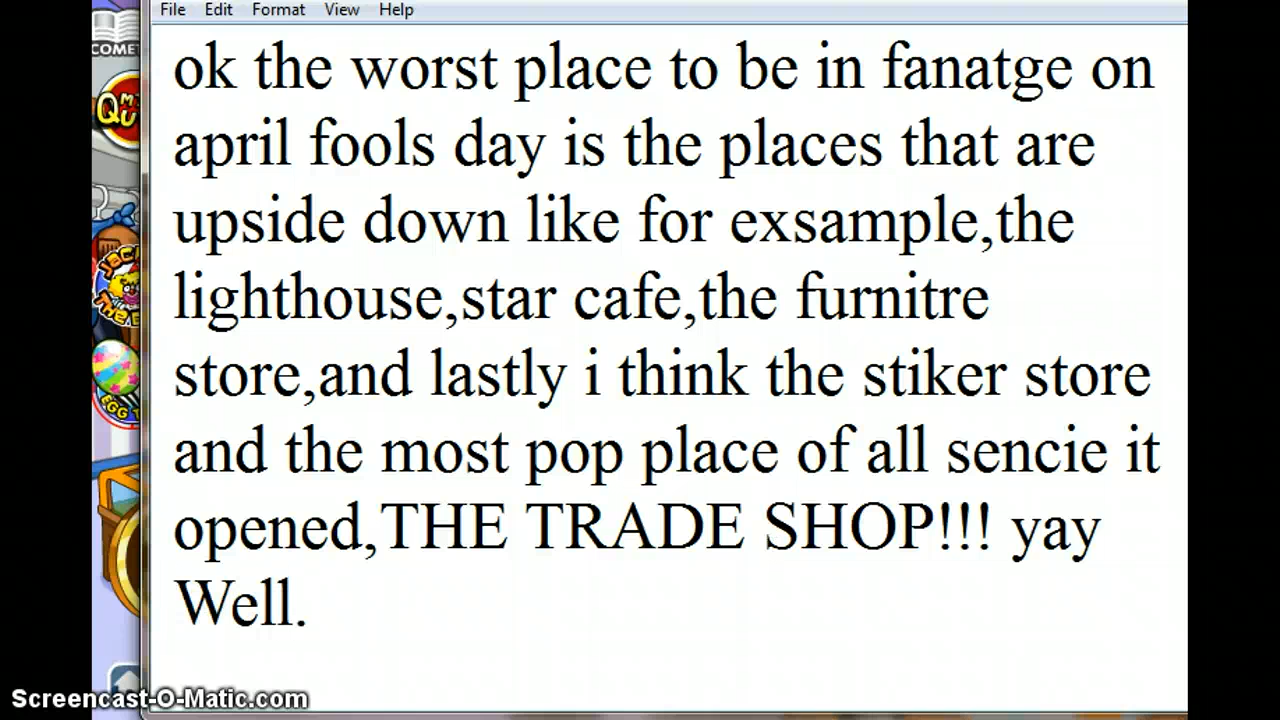 File Edit Format View Help
ok the worst place to be in fanatge on
april fools day is the places that are
upside down like for exsample,the
lighthouse,star cafe,the furnitre
store,and lastly i think the stiker store
and the most pop place of all sencie it
opened,THE TRADE SHOP!!! yay
Well.
COMET
EGG
Screencast-O-Matic.com